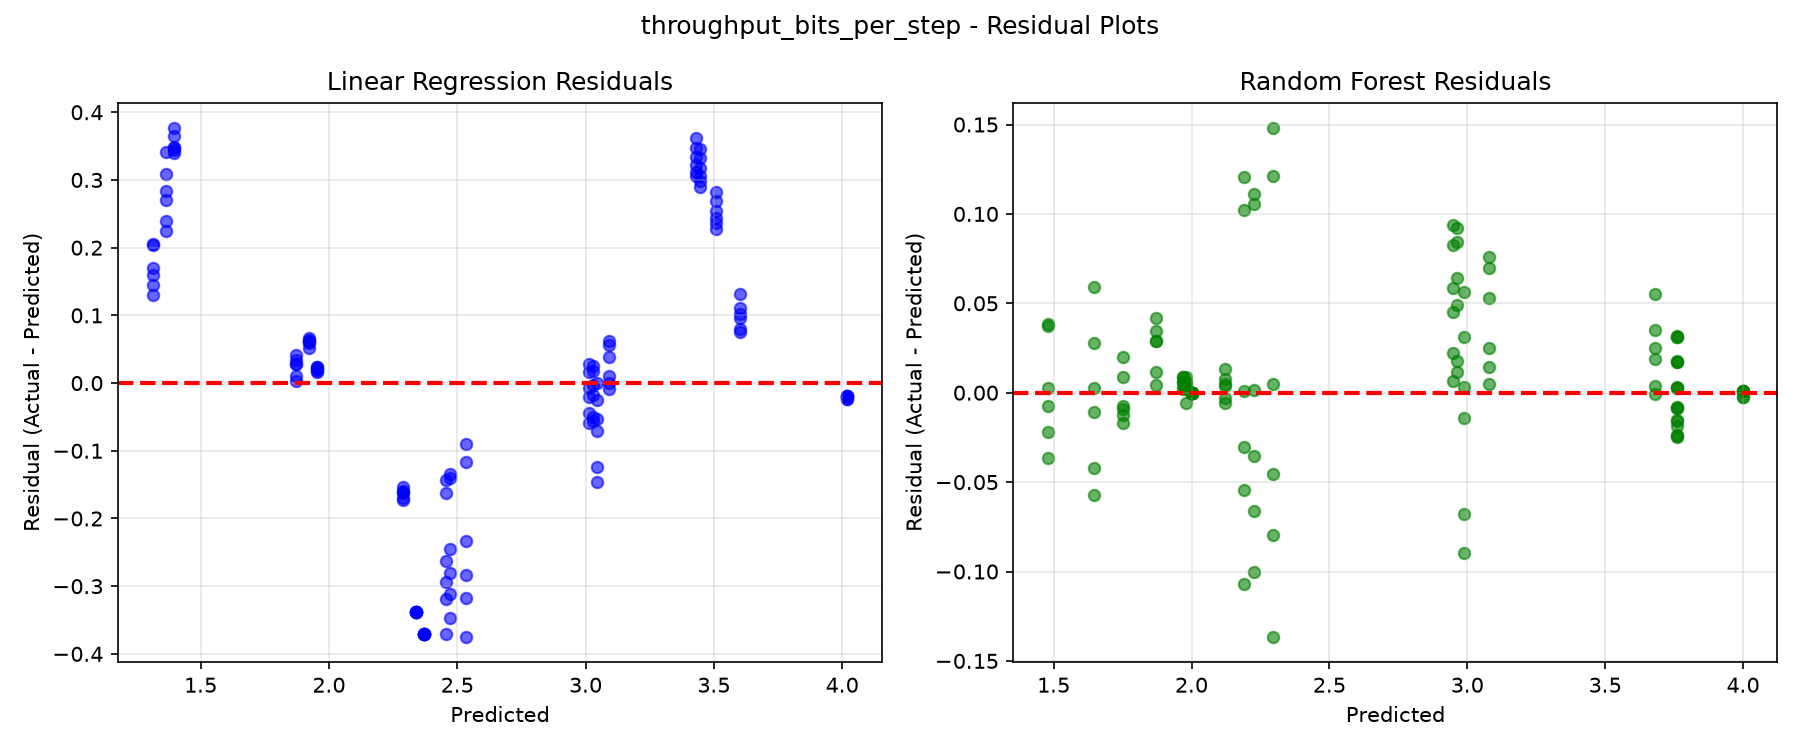 throughput_bits_per_step - Residual Plots
Linear Regression Residuals
Residual (Actual - Predicted)
0.4
0.3
0.2
0.1
0.0
−0.1
−0.2
−0.3
−0.4
1.5 2.0 2.5 3.0 3.5 4.0
Predicted
Random Forest Residuals
Residual (Actual - Predicted)
0.15
0.10
0.05
0.00
−0.05
−0.10
−0.15
1.5 2.0 2.5 3.0 3.5 4.0
Predicted